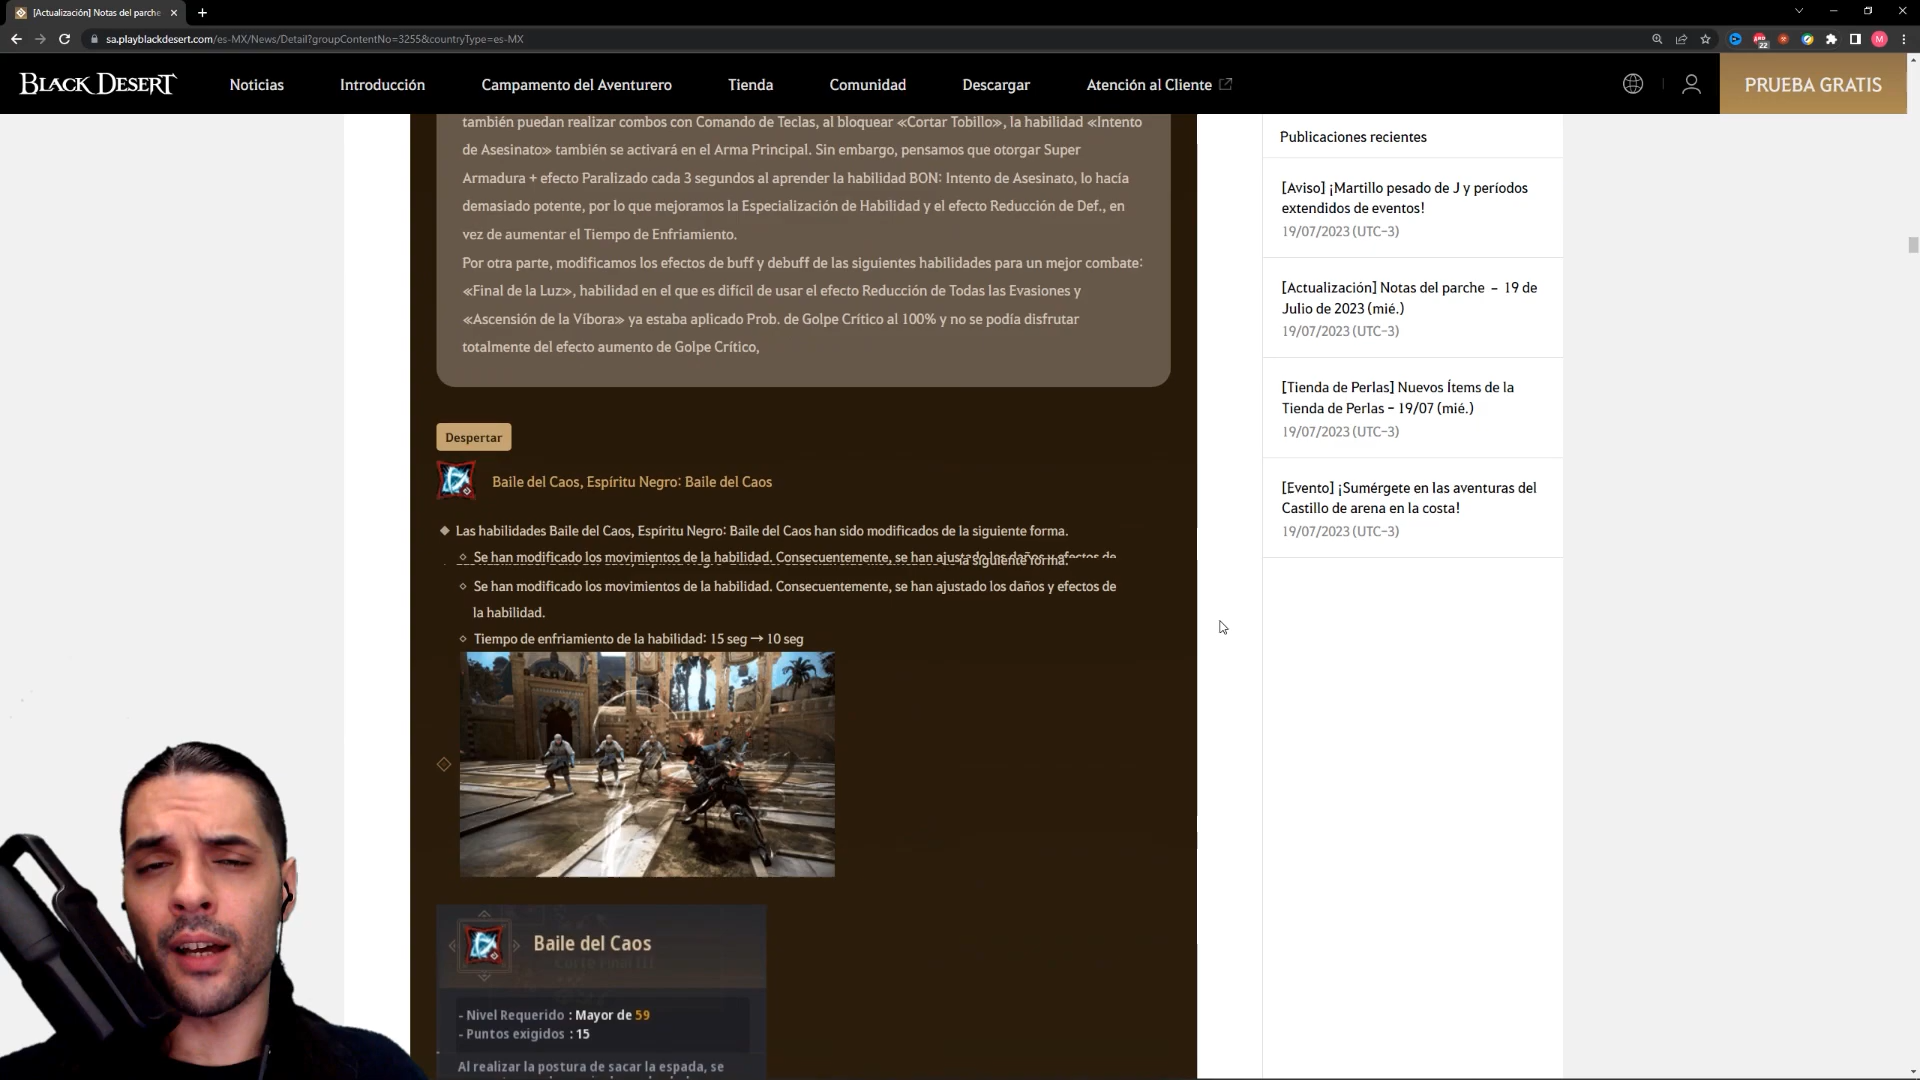 [Actualización] Notas del parche
sa.playblackdesert.com/es-MX/News/Detail?groupContentNo=3255&countryType=es-MX
22
M
BLACK DESERT
Noticias
Introducción
Campamento del Aventurero
Tienda
Comunidad
Descargar
Atención al Cliente
PRUEBA GRATIS
también puedan realizar combos con Comando de Teclas, al bloquear «Cortar Tobillo», la habilidad «Intento
de Asesinato» también se activará en el Arma Principal. Sin embargo, pensamos que otorgar Super
Armadura + efecto Paralizado cada 3 segundos al aprender la habilidad BON: Intento de Asesinato, lo hacía
demasiado potente, por lo que mejoramos la Especialización de Habilidad y el efecto Reducción de Def., en
vez de aumentar el Tiempo de Enfriamiento.
Por otra parte, modificamos los efectos de buff y debuff de las siguientes habilidades para un mejor combate:
«Final de la Luz», habilidad en el que es difícil de usar el efecto Reducción de Todas las Evasiones y
«Ascensión de la Víbora» ya estaba aplicado Prob. de Golpe Crítico al 100% y no se podía disfrutar
totalmente del efecto aumento de Golpe Crítico,
Despertar
Baile del Caos, Espíritu Negro: Baile del Caos
Las habilidades Baile del Caos, Espíritu Negro: Baile del Caos han sido modificados de la siguiente forma.
Se han modificado los movimientos de la habilidad. Consecuentemente, se han ajustado los daños y efectos de
la siguiente forma.
Se han modificado los movimientos de la habilidad. Consecuentemente, se han ajustado los daños y efectos de
la habilidad.
Tiempo de enfriamiento de la habilidad: 15 seg → 10 seg
Baile del Caos
- Nivel Requerido : Mayor de 59
- Puntos exigidos : 15
Al realizar la postura de sacar la espada, se
Publicaciones recientes
[Aviso] ¡Martillo pesado de J y períodos
extendidos de eventos!
19/07/2023 (UTC-3)
[Actualización] Notas del parche - 19 de
Julio de 2023 (mié.)
19/07/2023 (UTC-3)
[Tienda de Perlas] Nuevos Ítems de la
Tienda de Perlas - 19/07 (mié.)
19/07/2023 (UTC-3)
[Evento] ¡Sumérgete en las aventuras del
Castillo de arena en la costa!
19/07/2023 (UTC-3)